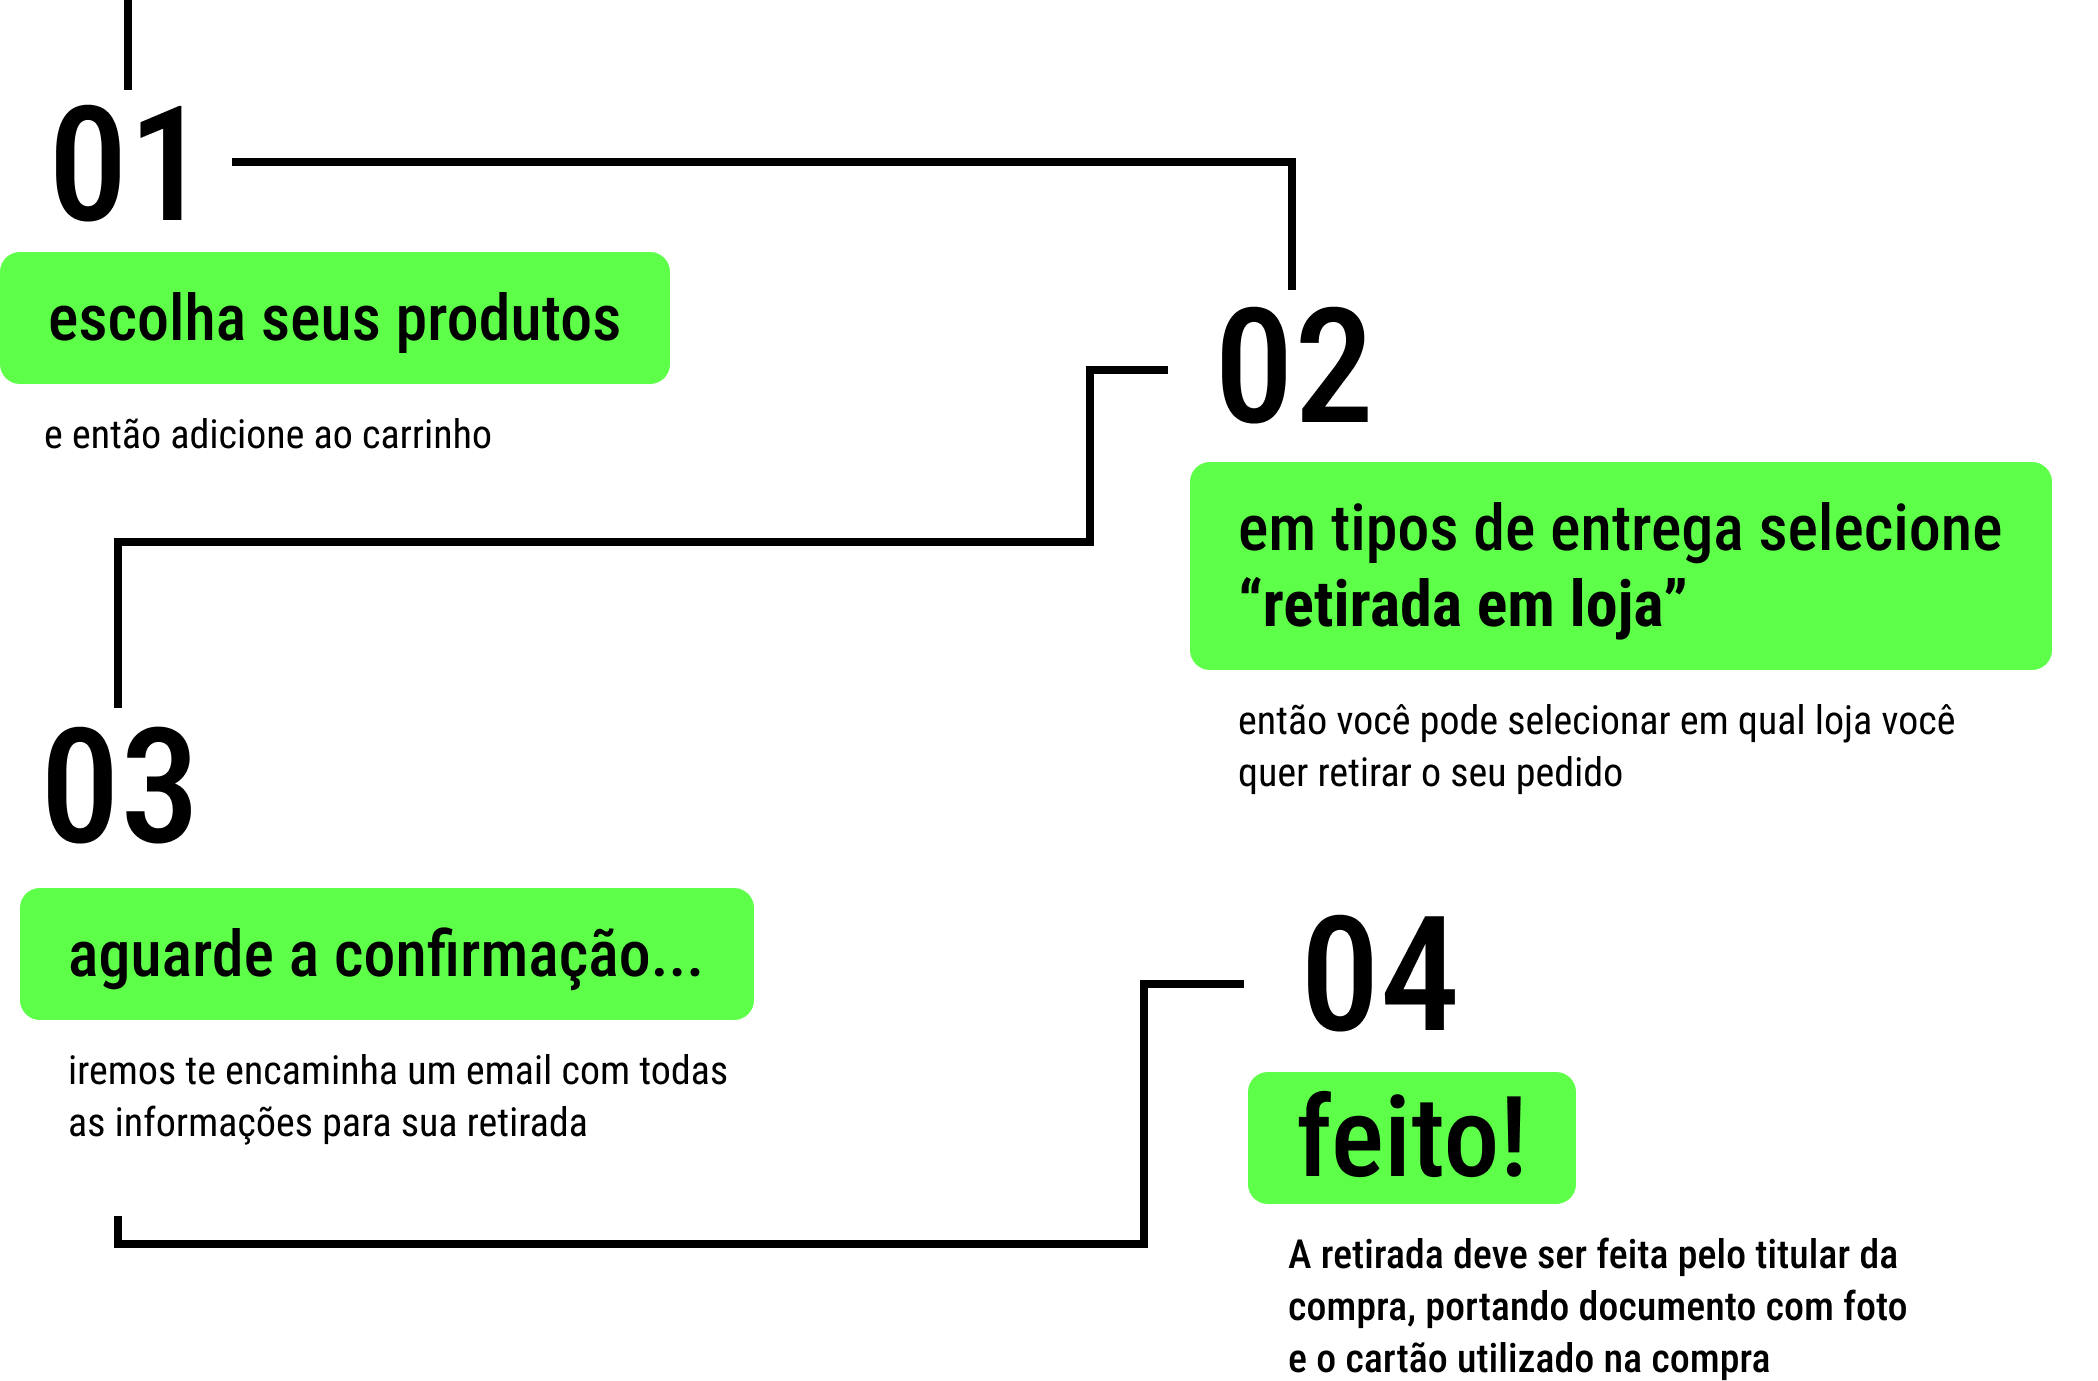 01
escolha seus produtos
e então adicione ao carrinho
02
em tipos de entrega selecione
“retirada em loja”
então você pode selecionar em qual loja você
quer retirar o seu pedido
03
aguarde a confirmação...
iremos te encaminha um email com todas
as informações para sua retirada
04
feito!
A retirada deve ser feita pelo titular da
compra, portando documento com foto
e o cartão utilizado na compra